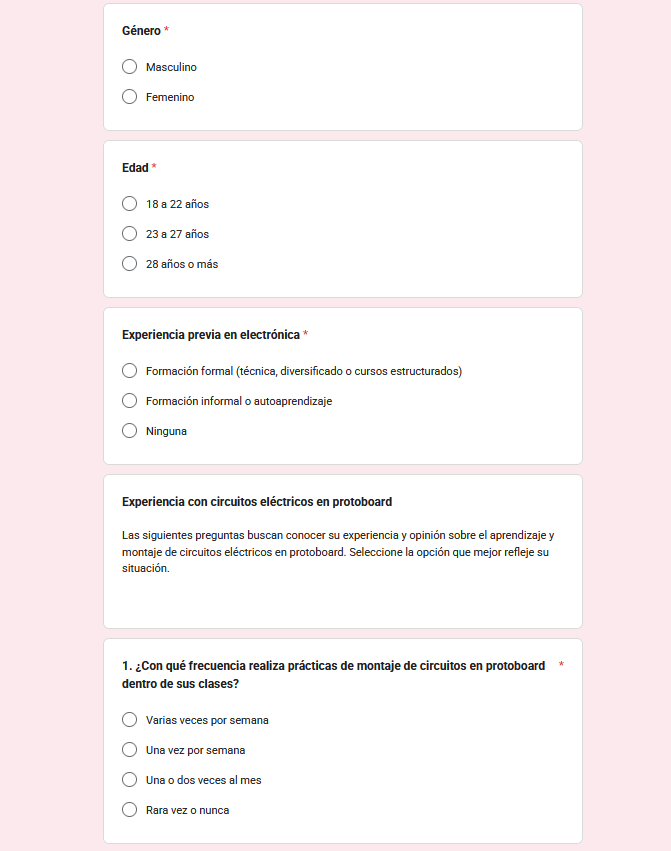 Género *
Masculino
Femenino
Edad *
18 a 22 años
23 a 27 años
28 años o más
Experiencia previa en electrónica *
Formación formal (técnica, diversificado o cursos estructurados)
Formación informal o autoaprendizaje
Ninguna
Experiencia con circuitos eléctricos en protoboard
Las siguientes preguntas buscan conocer su experiencia y opinión sobre el aprendizaje y
montaje de circuitos eléctricos en protoboard. Seleccione la opción que mejor refleje su
situación.
1. ¿Con qué frecuencia realiza prácticas de montaje de circuitos en protoboard *
dentro de sus clases?
Varias veces por semana
Una vez por semana
Una o dos veces al mes
Rara vez o nunca